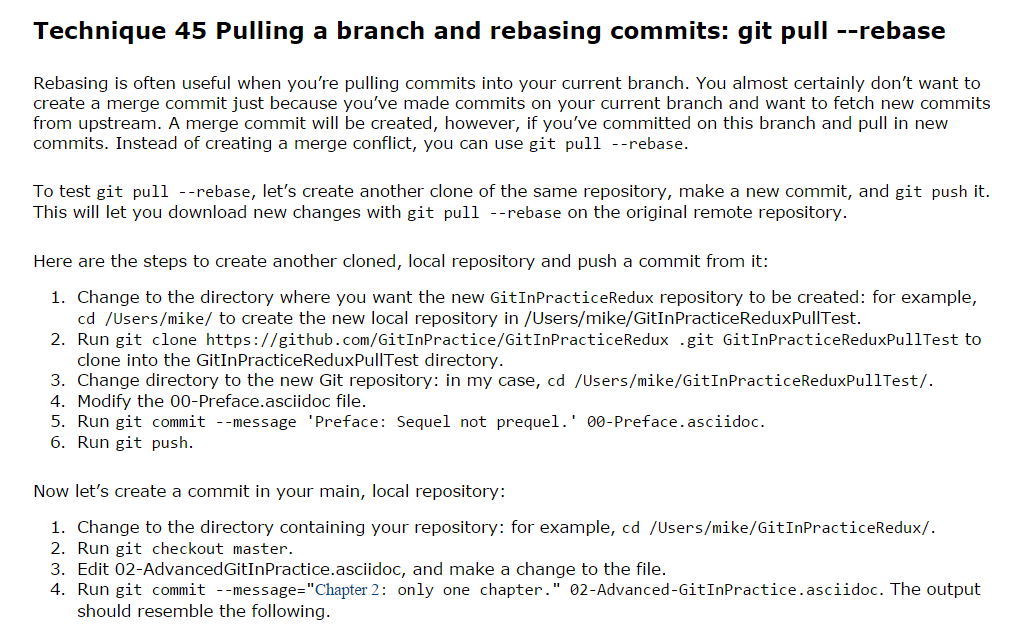 Technique 45 Pulling a branch and rebasing commits: git pull --rebase
Rebasing is often useful when you’re pulling commits into your current branch. You almost certainly don’t want to
create a merge commit just because you’ve made commits on your current branch and want to fetch new commits
from upstream. A merge commit will be created, however, if you’ve committed on this branch and pull in new
commits. Instead of creating a merge conflict, you can use git pull --rebase.
To test git pull --rebase, let’s create another clone of the same repository, make a new commit, and git push it.
This will let you download new changes with git pull --rebase on the original remote repository.
Here are the steps to create another cloned, local repository and push a commit from it:
1. Change to the directory where you want the new GitInPracticeRedux repository to be created: for example,
cd /Users/mike/ to create the new local repository in /Users/mike/GitInPracticeReduxPullTest.
2. Run git clone https://github.com/GitInPractice/GitInPracticeRedux .git GitInPracticeReduxPullTest to
clone into the GitInPracticeReduxPullTest directory.
3. Change directory to the new Git repository: in my case, cd /Users/mike/GitInPracticeReduxPullTest/.
4. Modify the 00-Preface.asciidoc file.
5. Run git commit --message 'Preface: Sequel not prequel.' 00-Preface.asciidoc.
6. Run git push.
Now let’s create a commit in your main, local repository:
1. Change to the directory containing your repository: for example, cd /Users/mike/GitInPracticeRedux/.
2. Run git checkout master.
3. Edit 02-AdvancedGitInPractice.asciidoc, and make a change to the file.
4. Run git commit --message="Chapter 2: only one chapter." 02-Advanced-GitInPractice.asciidoc. The output
should resemble the following.